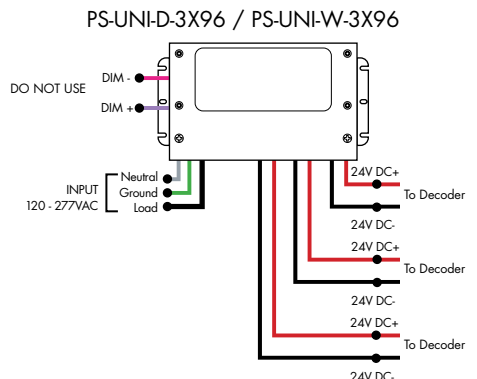 PS-UNI-D-3X96 / PS-UNI-W-3X96
DO NOT USE
DIM -
DIM +
INPUT
120 - 277VAC
Neutral
Ground
Load
24V DC+
To Decoder
24V DC-
24V DC+
To Decoder
24V DC-
24V DC+
To Decoder
24V DC-